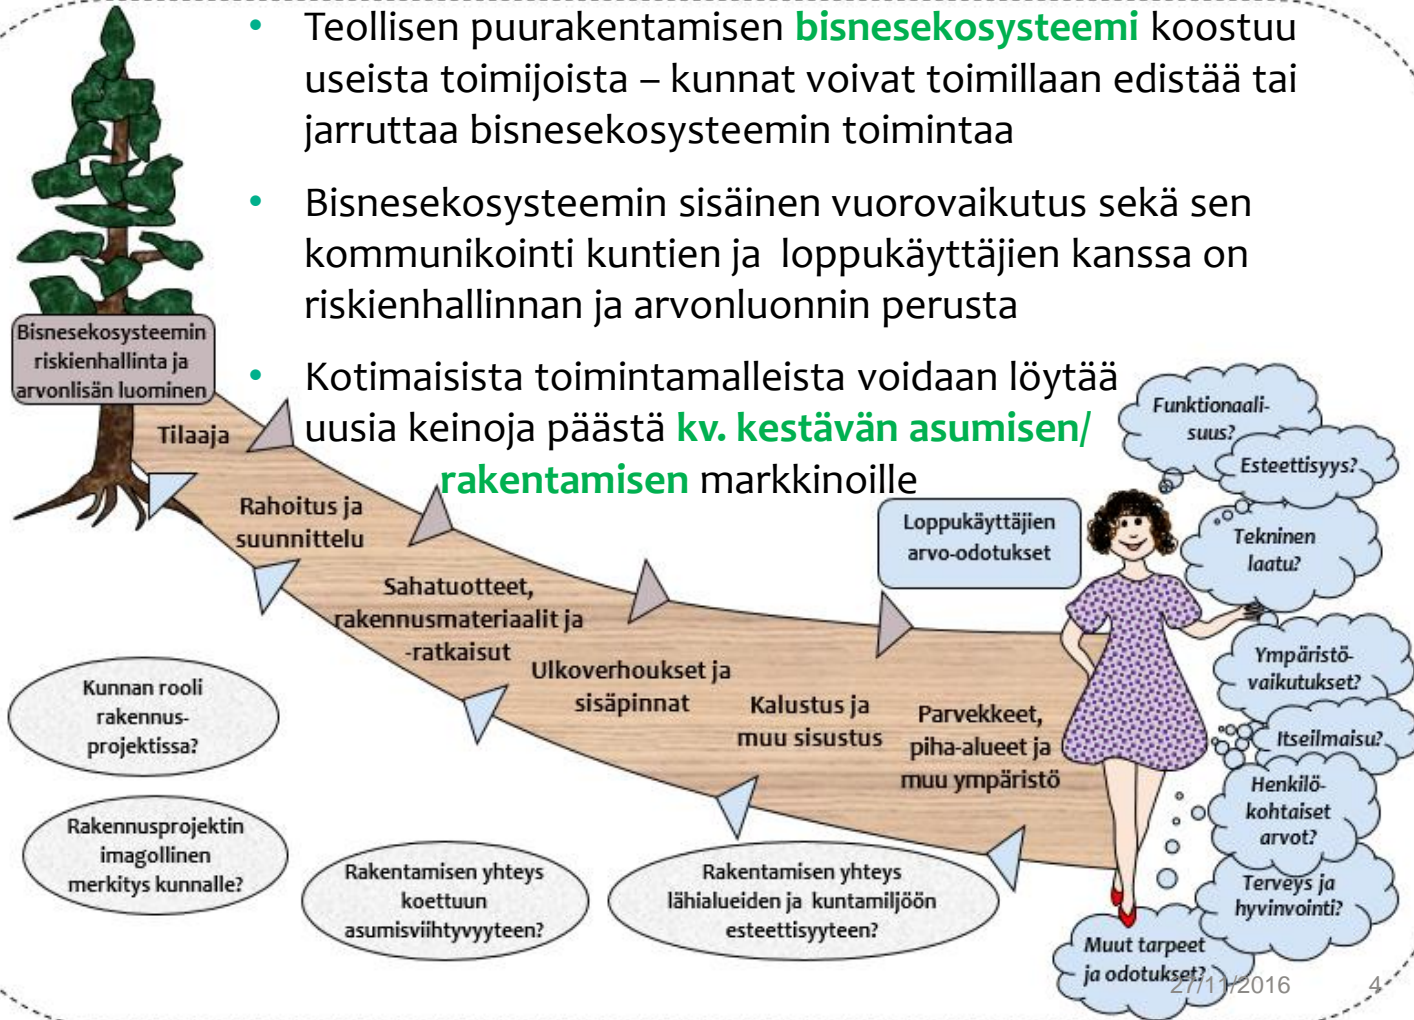 • Teollisen puurakentamisen bisnesekosysteemi koostuu
useista toimijoista – kunnat voivat toimillaan edistää tai
jarruttaa bisnesekosysteemin toimintaa
• Bisnesekosysteemin sisäinen vuorovaikutus sekä sen
kommunikointi kuntien ja loppukäyttäjien kanssa on
riskienhallinnan ja arvonluonnin perusta
• Kotimaisista toimintamalleista voidaan löytää
uusia keinoja päästä kv. kestävän asumisen/
rakentamisen markkinoille
Bisnesekosysteemin
riskienhallinta ja
arvonlisän luominen
Tilaaja
Rahoitus ja
suunnittelu
Sahatuotteet,
rakennusmateriaalit ja
-ratkaisut
Ulkoverhoukset ja
sisäpinnat
Kalustus ja
muu sisustus
Parvekkeet,
piha-alueet ja
muu ympäristö
Loppukäyttäjien
arvo-odotukset
Funktionaali-
suus?
Esteettisyys?
Tekninen
laatu?
Ympäristö-
vaikutukset?
Itseilmaisu?
Henkilö-
kohtaiset
arvot?
Terveys ja
hyvinvointi?
Muut tarpeet
ja odotukset?
Kunnan rooli
rakennus-
projektissa?
Rakennusprojektin
imagollinen
merkitys kunnalle?
Rakentamisen yhteys
koettuun
asumisviihtyvyyteen?
Rakentamisen yhteys
lähialueiden ja kuntamiljöön
esteettisyyteen?
27/11/2016
4